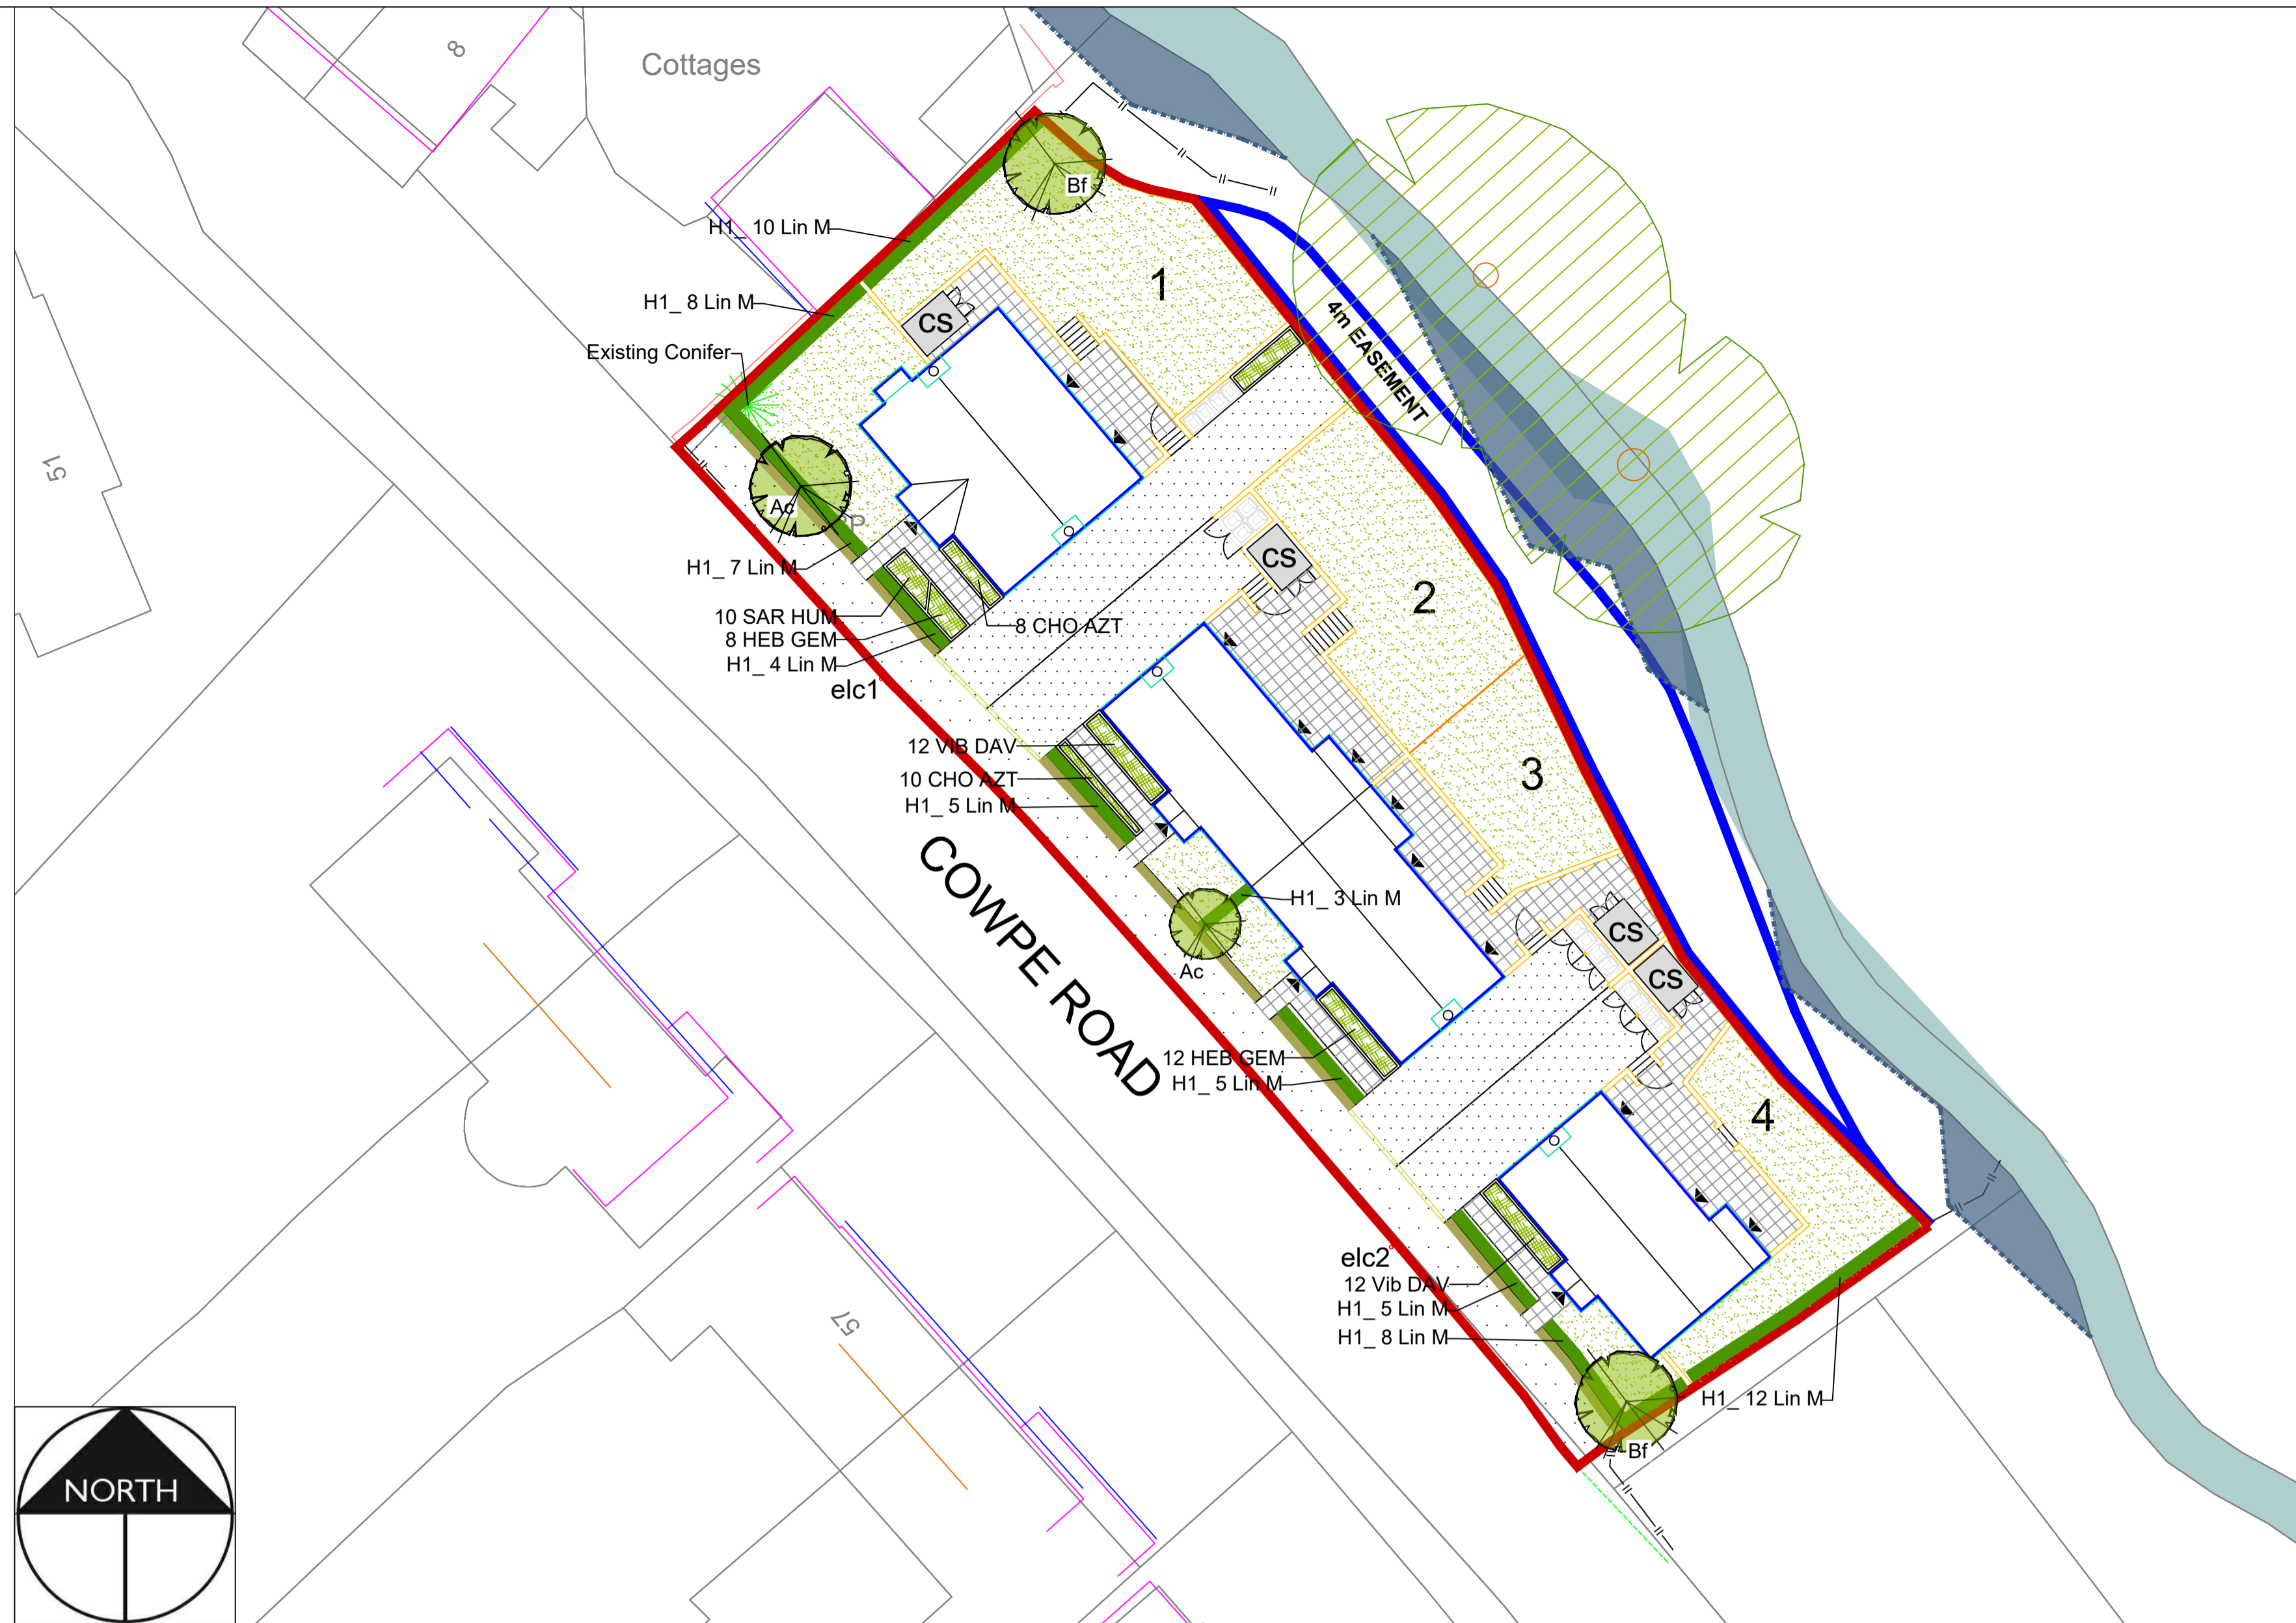 8
Cottages
Bf
H1_ 10 Lin M
1
H1_ 8 Lin M
CS
4m EASEMENT
Existing Conifer
51
Ac
H1_ 7 Lin M
CS
2
10 SAR HUM
8 CHO AZT
8 HEB GEM
H1_ 4 Lin M
elc1
12 VIB DAV
10 CHO AZT
3
H1_ 5 Lin M
COWPE ROAD
H1_ 3 Lin M
CS
Ac
CS
12 HEB GEM
H1_ 5 Lin M
4
elc2
12 Vib DAV
H1_ 5 Lin M
57
H1_ 8 Lin M
H1_ 12 Lin M
Bf
NORTH